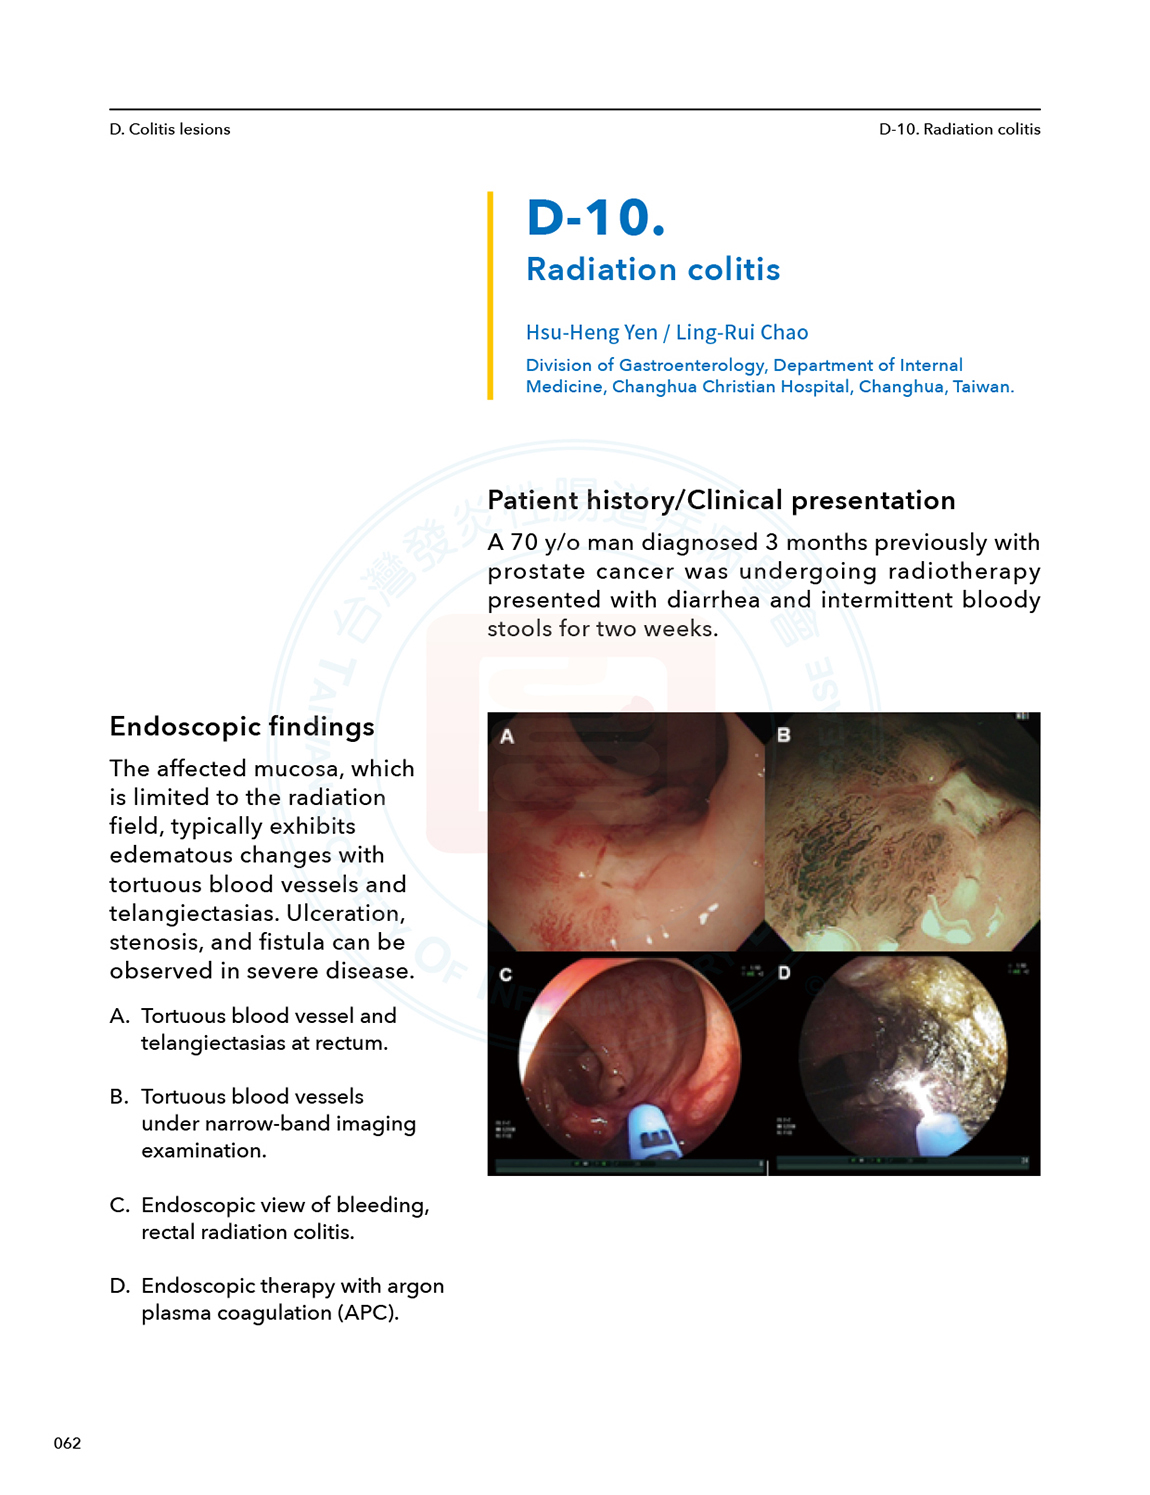 D. Colitis lesions
D-10. Radiation colitis
D-10.
Radiation colitis
Hsu-Heng Yen / Ling-Rui Chao
Division of Gastroenterology, Department of Internal
Medicine, Changhua Christian Hospital, Changhua, Taiwan.
Patient history/Clinical presentation
A 70 y/o man diagnosed 3 months previously with
prostate cancer was undergoing radiotherapy
presented with diarrhea and intermittent bloody
stools for two weeks.
Endoscopic findings
The affected mucosa, which
is limited to the radiation
field, typically exhibits
edematous changes with
tortuous blood vessels and
telangiectasias. Ulceration,
stenosis, and fistula can be
observed in severe disease.
A. Tortuous blood vessel and
telangiectasias at rectum.
B. Tortuous blood vessels
under narrow-band imaging
examination.
C. Endoscopic view of bleeding,
rectal radiation colitis.
D. Endoscopic therapy with argon
plasma coagulation (APC).
A
B
C
D
062